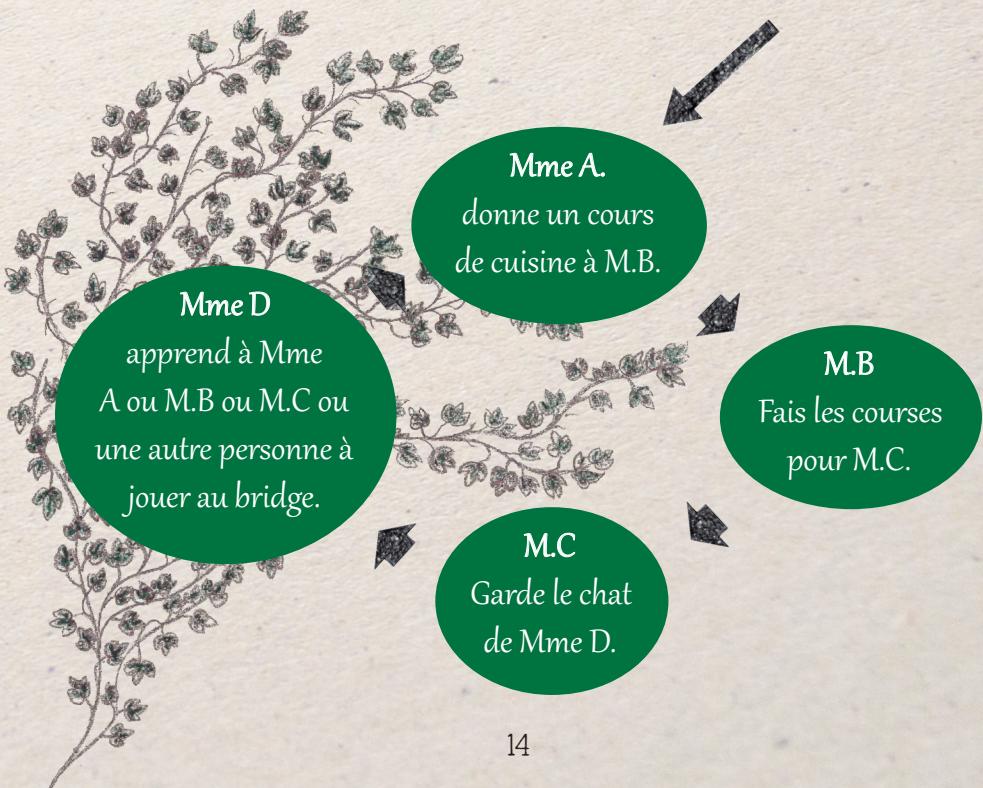 Mme A.
donne un cours
de cuisine à M.B.
Mme D
apprend à Mme
A ou M.B ou M.C ou
une autre personne à
jouer au bridge.
M.B
Fais les courses
pour M.C.
M.C
Garde le chat
de Mme D.
14